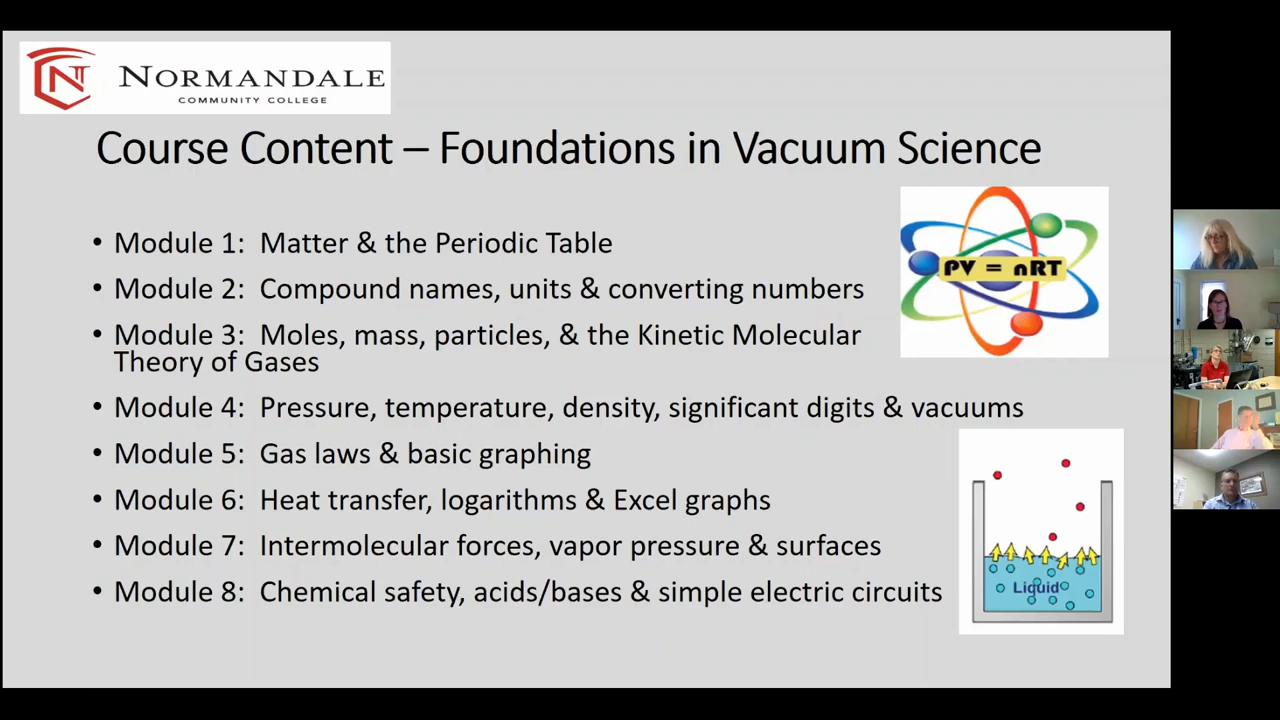 NORMANDALE
COMMUNITY COLLEGE
Course Content – Foundations in Vacuum Science
• Module 1: Matter & the Periodic Table
• Module 2: Compound names, units & converting numbers
• Module 3: Moles, mass, particles, & the Kinetic Molecular
Theory of Gases
• Module 4: Pressure, temperature, density, significant digits & vacuums
• Module 5: Gas laws & basic graphing
• Module 6: Heat transfer, logarithms & Excel graphs
• Module 7: Intermolecular forces, vapor pressure & surfaces
• Module 8: Chemical safety, acids/bases & simple electric circuits
PV = nRT
Liquid